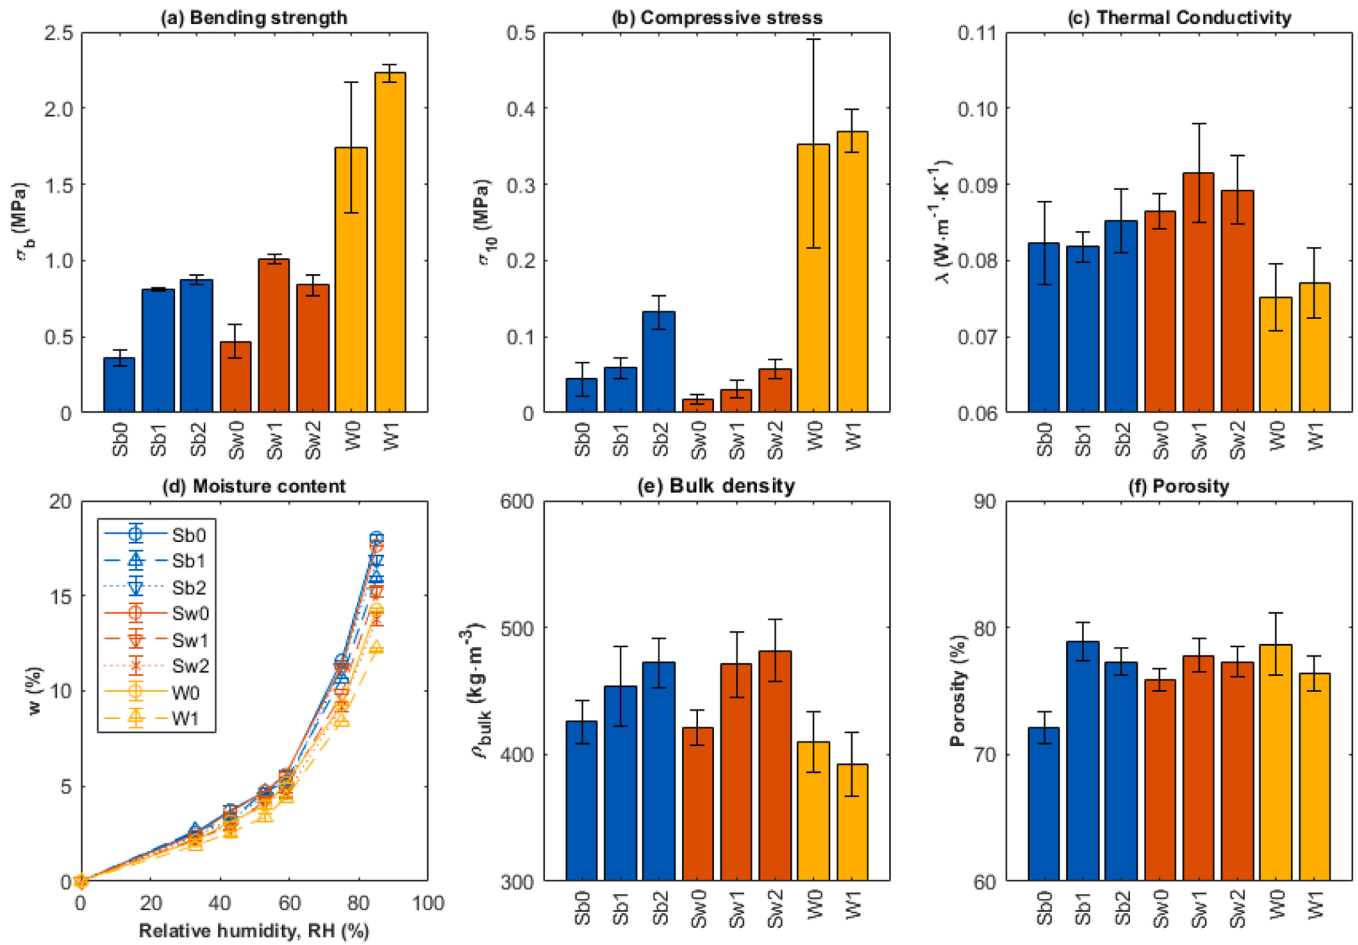 (a) Bending strength
2.5
2.0
1.5
1.0
0.5
0
σb (MPa)
Sb0 Sb1 Sb2 Sw0 Sw1 Sw2 W0 W1
(b) Compressive stress
0.5
0.4
0.3
0.2
0.1
0
σ10 (MPa)
Sb0 Sb1 Sb2 Sw0 Sw1 Sw2 W0 W1
(c) Thermal Conductivity
0.11
0.10
0.09
0.08
0.07
0.06
λ (W·m-1·K-1)
Sb0 Sb1 Sb2 Sw0 Sw1 Sw2 W0 W1
(d) Moisture content
20
15
10
5
0
w (%)
Sb0
Sb1
Sb2
Sw0
Sw1
Sw2
W0
W1
0 20 40 60 80 100
Relative humidity, RH (%)
(e) Bulk density
600
500
400
300
ρbulk (kg·m-3)
Sb0 Sb1 Sb2 Sw0 Sw1 Sw2 W0 W1
(f) Porosity
90
80
70
60
Porosity (%)
Sb0 Sb1 Sb2 Sw0 Sw1 Sw2 W0 W1